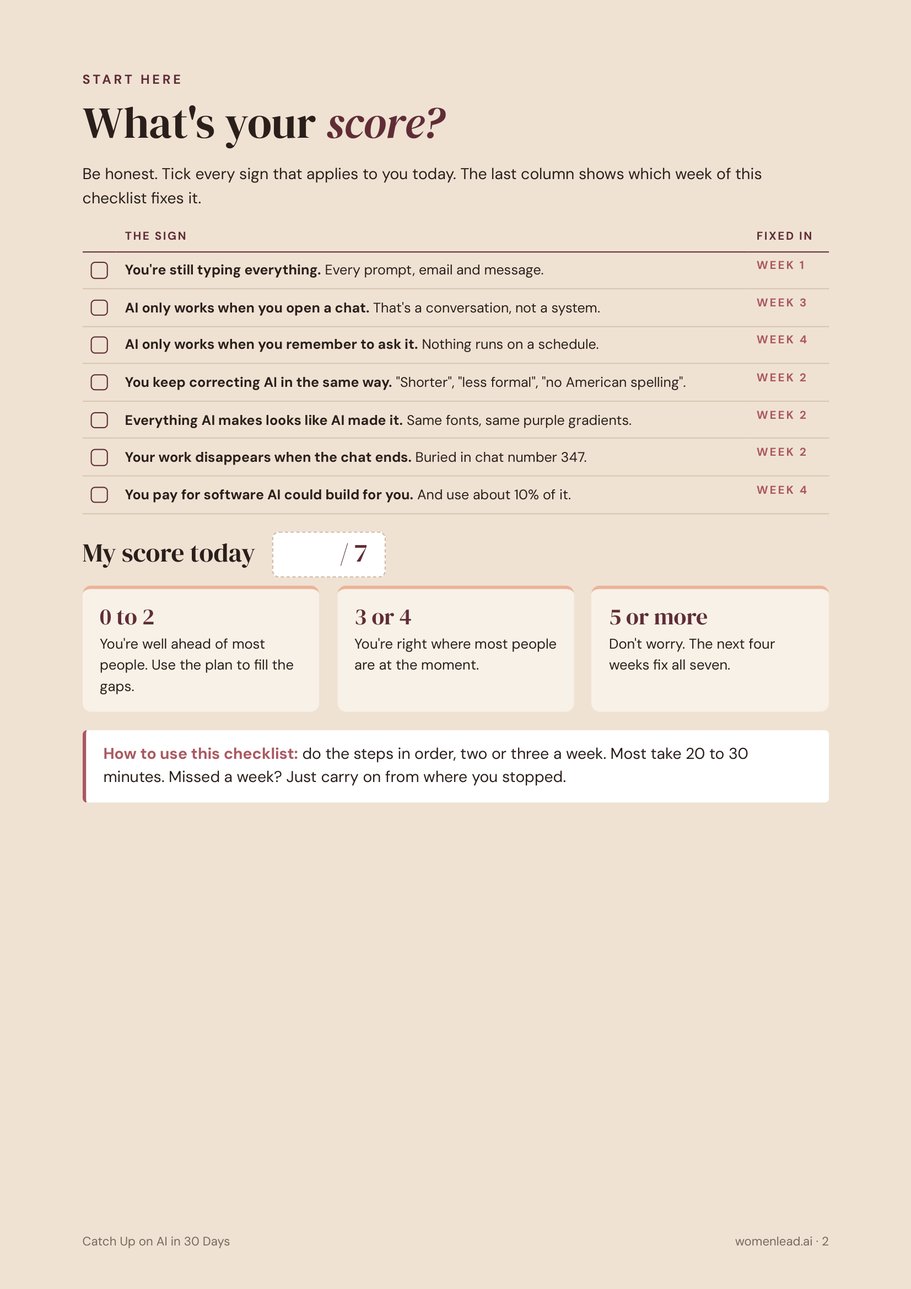 START HERE
What's your score?
Be honest. Tick every sign that applies to you today. The last column shows which week of this
checklist fixes it.
THE SIGN FIXED IN
You're still typing everything. Every prompt, email and message. WEEK 1
AI only works when you open a chat. That's a conversation, not a system. WEEK 3
AI only works when you remember to ask it. Nothing runs on a schedule. WEEK 4
You keep correcting AI in the same way. "Shorter", "less formal", "no American spelling". WEEK 2
Everything AI makes looks like AI made it. Same fonts, same purple gradients. WEEK 2
Your work disappears when the chat ends. Buried in chat number 347. WEEK 2
You pay for software AI could build for you. And use about 10% of it. WEEK 4
My score today / 7
0 to 2
You're well ahead of most
people. Use the plan to fill the
gaps.
3 or 4
You're right where most people
are at the moment.
5 or more
Don't worry. The next four
weeks fix all seven.
How to use this checklist: do the steps in order, two or three a week. Most take 20 to 30
minutes. Missed a week? Just carry on from where you stopped.
Catch Up on AI in 30 Days womenlead.ai · 2